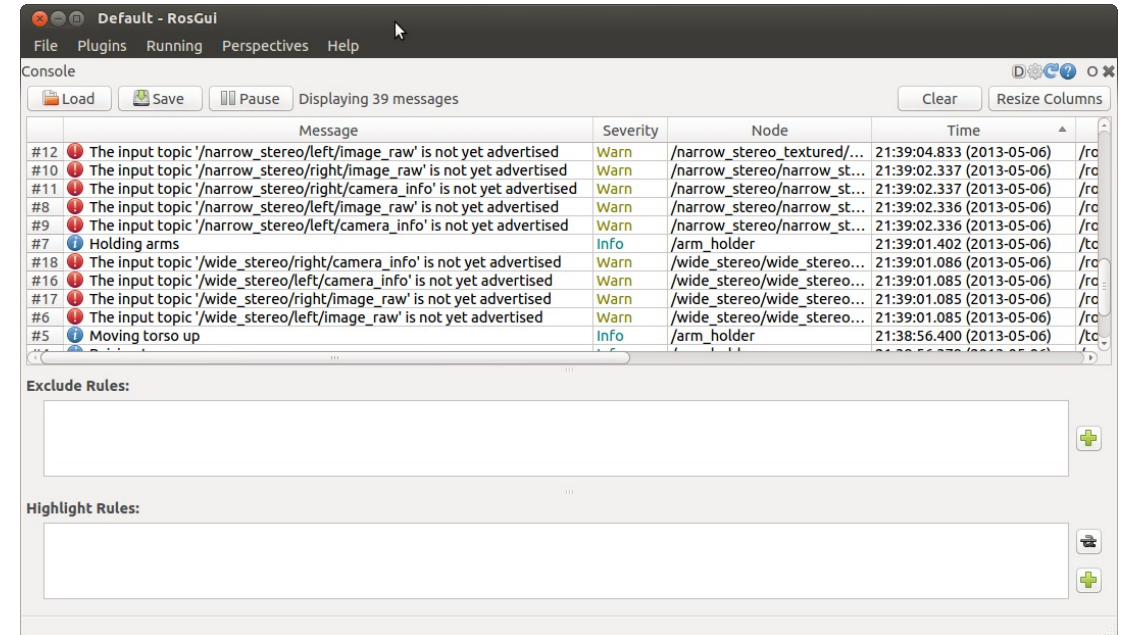 Default - RosGui
File Plugins Running Perspectives Help
Console D ? O
Load Save Pause Displaying 39 messages Clear Resize Columns
Message Severity Node Time
#12 The input topic '/narrow_stereo/left/image_raw' is not yet advertised Warn /narrow_stereo_textured/... 21:39:04.833 (2013-05-06)
#10 The input topic '/narrow_stereo/right/image_raw' is not yet advertised Warn /narrow_stereo/narrow_st... 21:39:02.337 (2013-05-06)
#11 The input topic '/narrow_stereo/right/camera_info' is not yet advertised Warn /narrow_stereo/narrow_st... 21:39:02.337 (2013-05-06)
#8 The input topic '/narrow_stereo/left/image_raw' is not yet advertised Warn /narrow_stereo/narrow_st... 21:39:02.336 (2013-05-06)
#9 The input topic '/narrow_stereo/left/camera_info' is not yet advertised Warn /narrow_stereo/narrow_st... 21:39:02.336 (2013-05-06)
#7 Holding arms Info /arm_holder 21:39:01.402 (2013-05-06)
#18 The input topic '/wide_stereo/right/camera_info' is not yet advertised Warn /wide_stereo/wide_stereo... 21:39:01.086 (2013-05-06)
#16 The input topic '/wide_stereo/left/camera_info' is not yet advertised Warn /wide_stereo/wide_stereo... 21:39:01.085 (2013-05-06)
#17 The input topic '/wide_stereo/right/image_raw' is not yet advertised Warn /wide_stereo/wide_stereo... 21:39:01.085 (2013-05-06)
#6 The input topic '/wide_stereo/left/image_raw' is not yet advertised Warn /wide_stereo/wide_stereo... 21:39:01.085 (2013-05-06)
#5 Moving torso up Info /arm_holder 21:38:56.400 (2013-05-06)
Exclude Rules:
Highlight Rules: